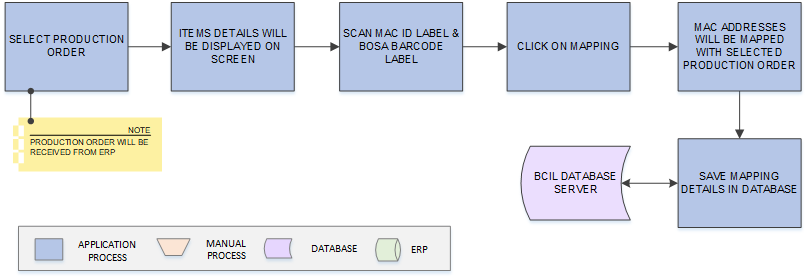 SELECT PRODUCTION
ORDER
ITEMS DETAILS WILL
BE DISPLAYED ON
SCREEN
SCAN MAC ID LABEL &
BOSA BARCODE
LABEL
CLICK ON MAPPING
MAC ADDRESSES
WILL BE MAPPED
WITH SELECTED
PRODUCTION ORDER
NOTE
PRODUCTION ORDER WILL BE
RECEIVED FROM ERP
BCIL DATABASE
SERVER
SAVE MAPPING
DETAILS IN DATABASE
APPLICATION
PROCESS
MANUAL
PROCESS
DATABASE
ERP